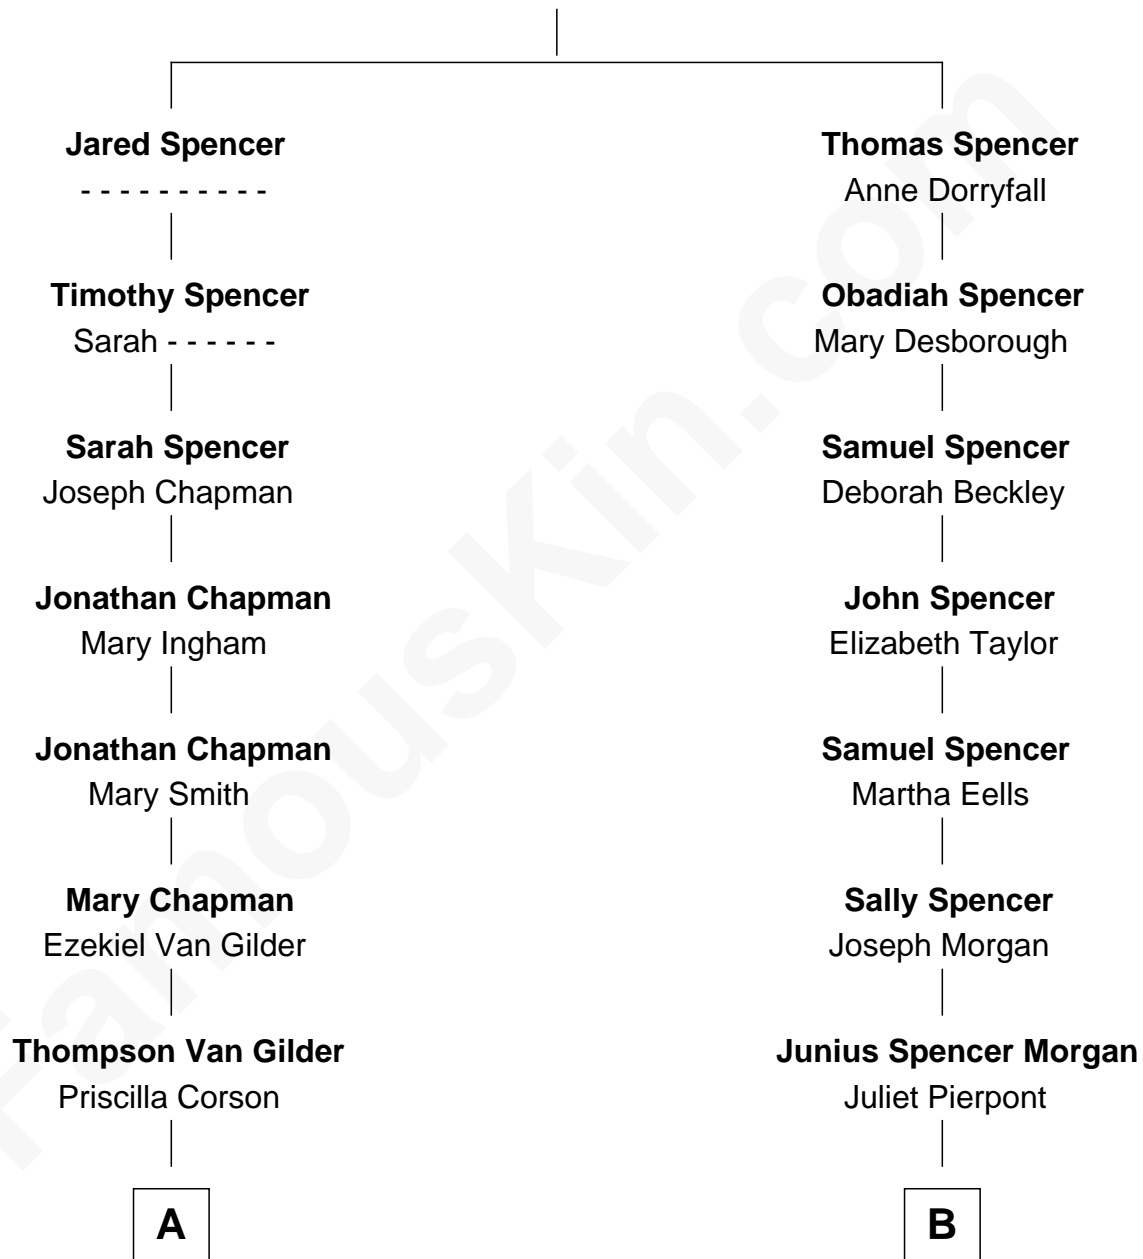 Jared Spencer
- - - - - - - - - -
Timothy Spencer
Sarah - - - - - -
Sarah Spencer
Joseph Chapman
Jonathan Chapman
Mary Ingham
Jonathan Chapman
Mary Smith
Mary Chapman
Ezekiel Van Gilder
Thompson Van Gilder
Priscilla Corson
A
Thomas Spencer
Anne Dorryfall
Obadiah Spencer
Mary Desborough
Samuel Spencer
Deborah Beckley
John Spencer
Elizabeth Taylor
Samuel Spencer
Martha Eells
Sally Spencer
Joseph Morgan
Junius Spencer Morgan
Juliet Pierpont
B
FamousKin.com